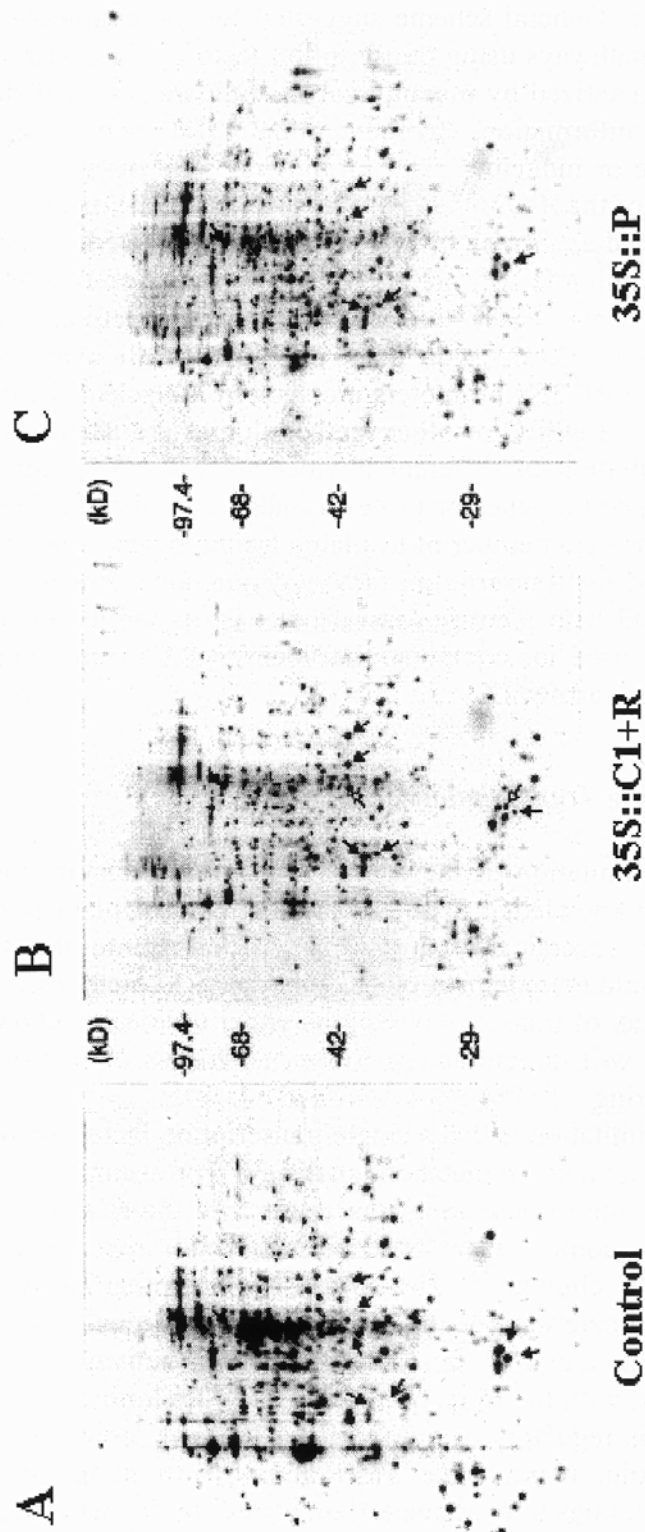 A
B
C
(kD)
-97.4-
-68-
-42-
-29-
(kD)
-97.4-
-68-
-42-
-29-
Control
35S::C1+R
35S::P